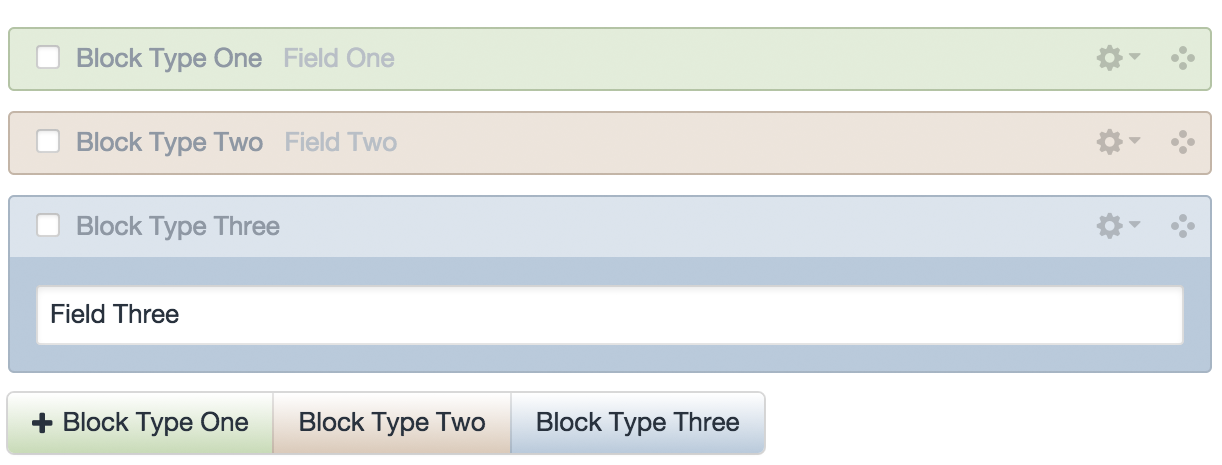 Block Type One Field One
Block Type Two Field Two
Block Type Three
Field Three
Block Type One Block Type Two Block Type Three